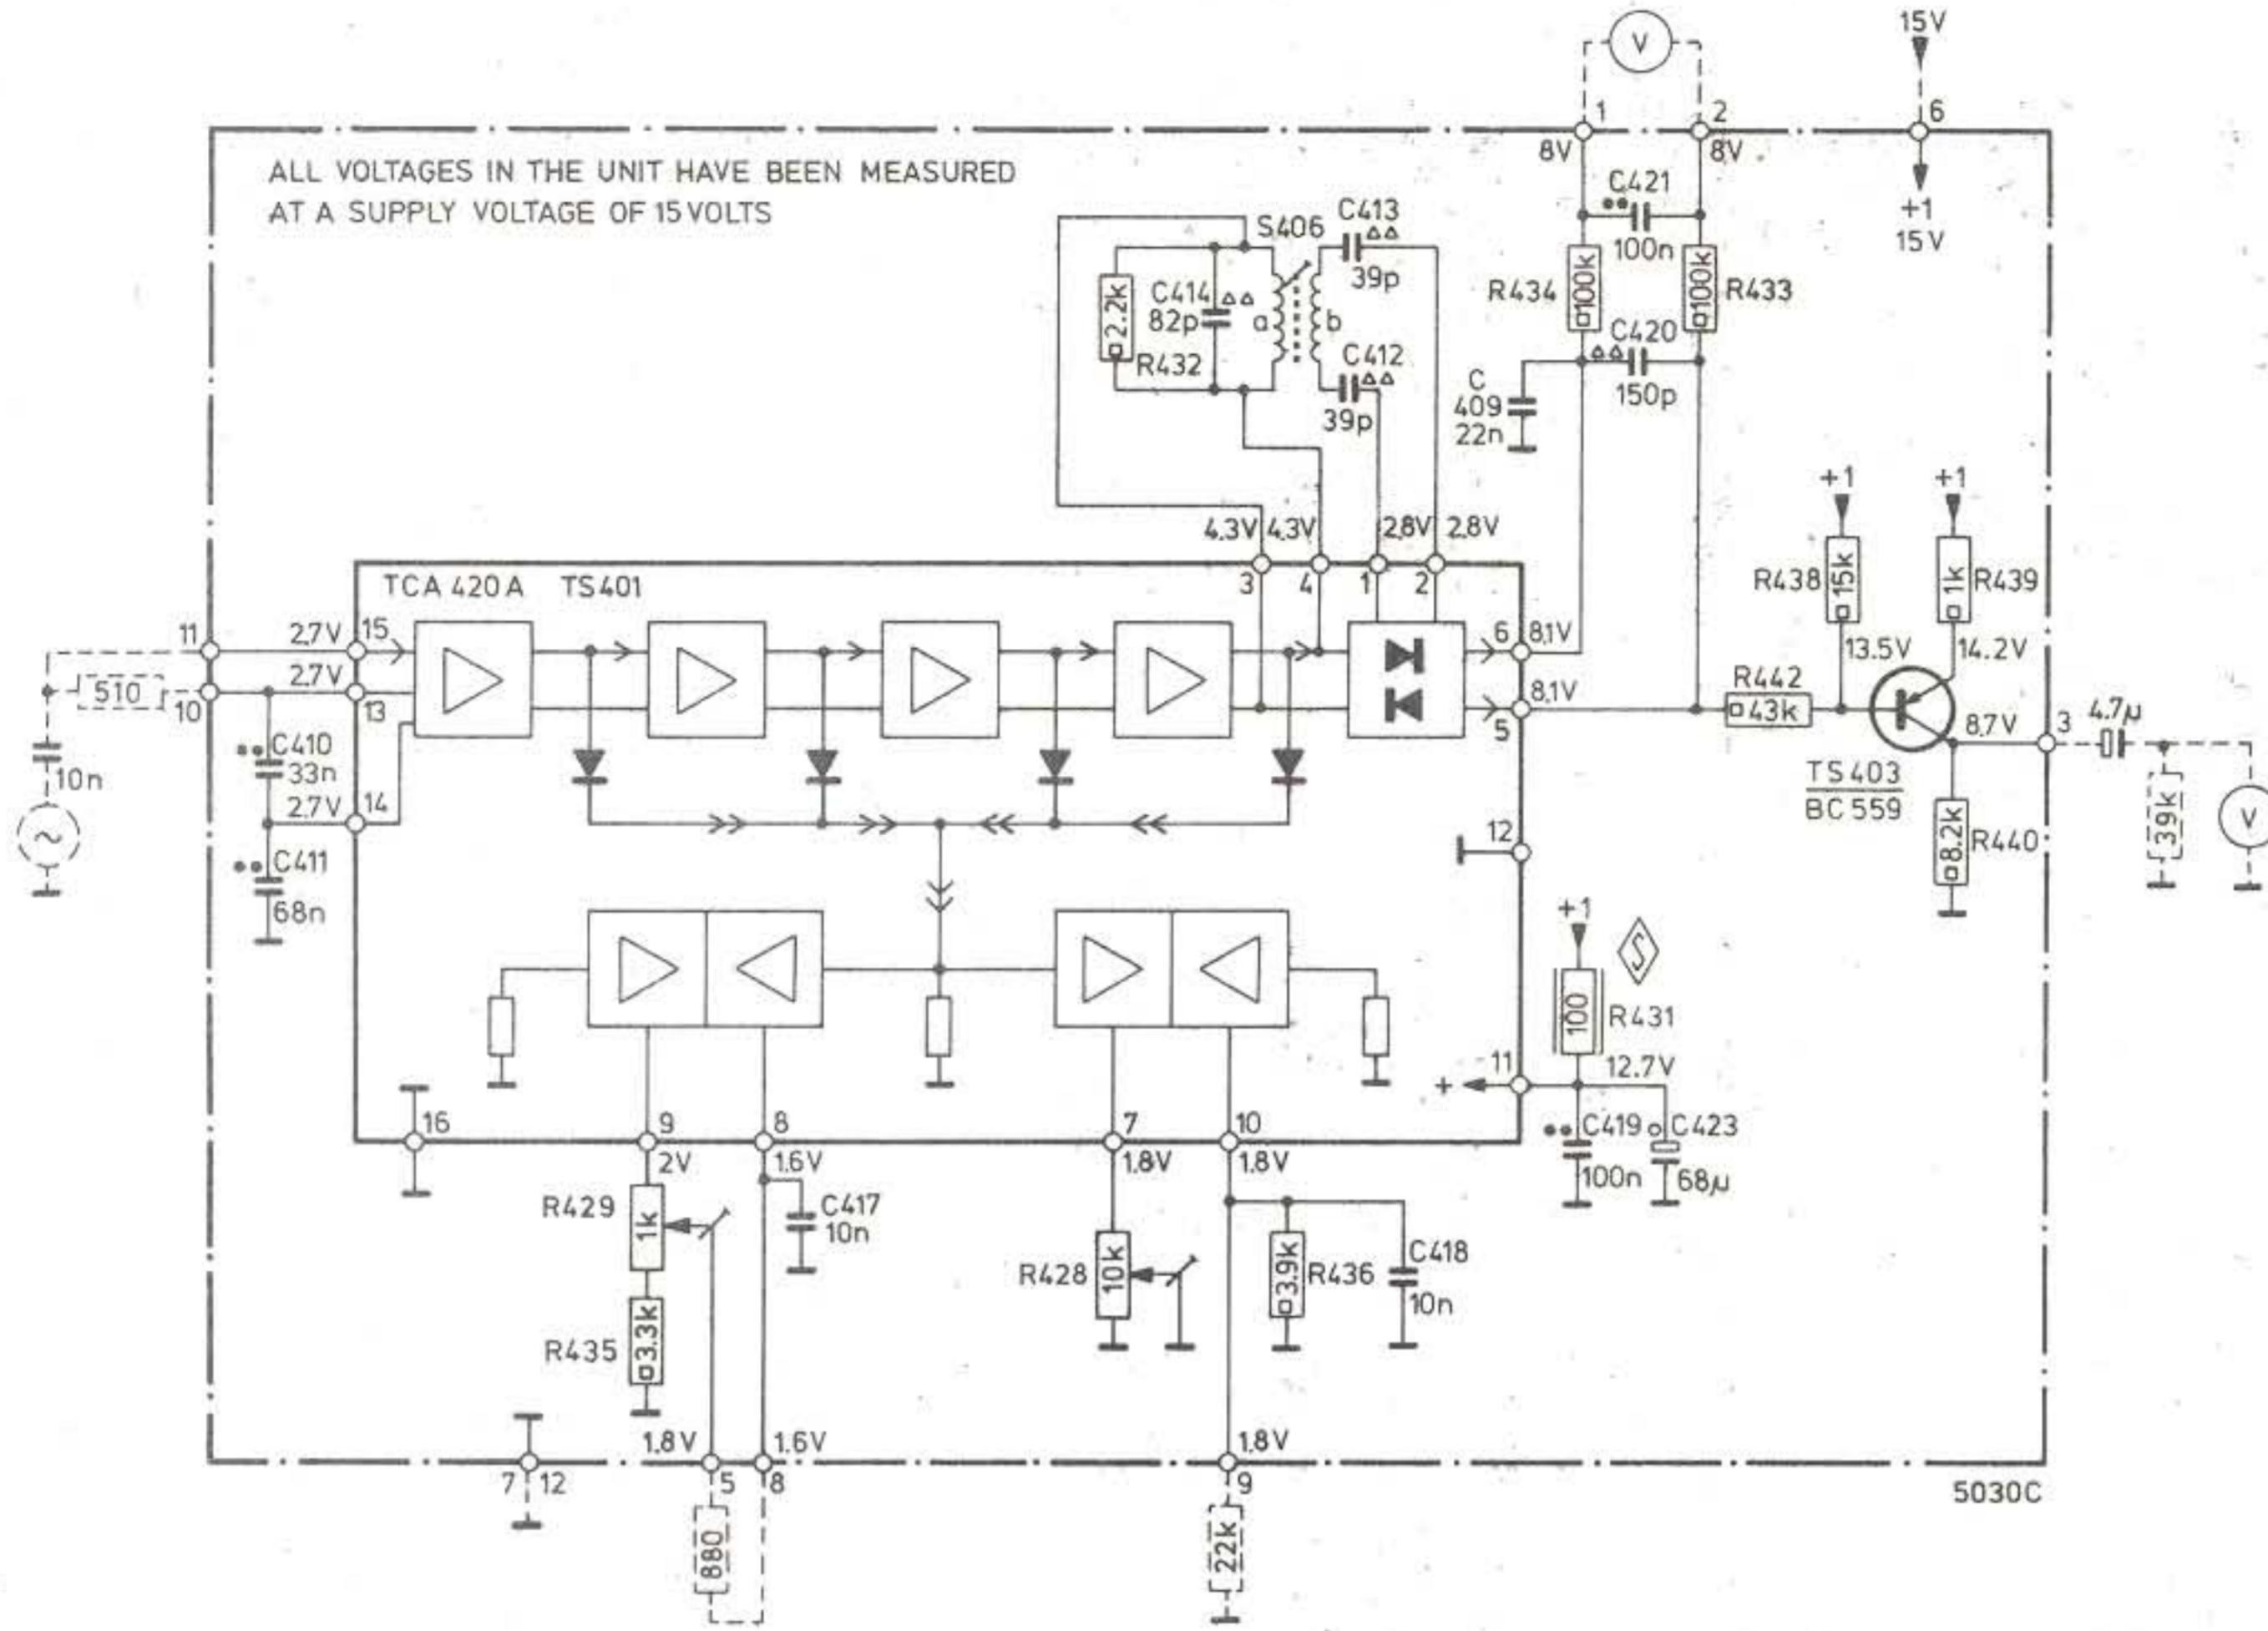 V
15V
1
2
6
8V
8V
ALL VOLTAGES IN THE UNIT HAVE BEEN MEASURED
AT A SUPPLY VOLTAGE OF 15 VOLTS
C421
100n
+1
15V
S406
C413
39p
R434
100k
100k
R433
2.2k
R432
C414
82p
a
b
C412
39p
C420
150p
C
409
22n
4.3V
4.3V
2.8V
2.8V
3
4
1
2
+1
+1
R438
15k
1k
R439
TCA 420A
TS401
11
2.7V
15
6
8.1V
13.5V
14.2V
510
10
2.7V
13
5
8.1V
R442
43k
8.7V
3
4.7µ
10n
C410
33n
2.7V
14
TS403
BC 559
39k
V
~
C411
68n
12
8.2k
R440
+1
S
100
R431
+
11
12.7V
16
9
2V
8
1.6V
7
1.8V
10
1.8V
C419
100n
C423
68µ
R429
1k
C417
10n
R428
10k
3.9k
R436
C418
10n
R435
3.3k
1.8V
1.6V
1.8V
7
12
5
8
9
5030C
880
22k